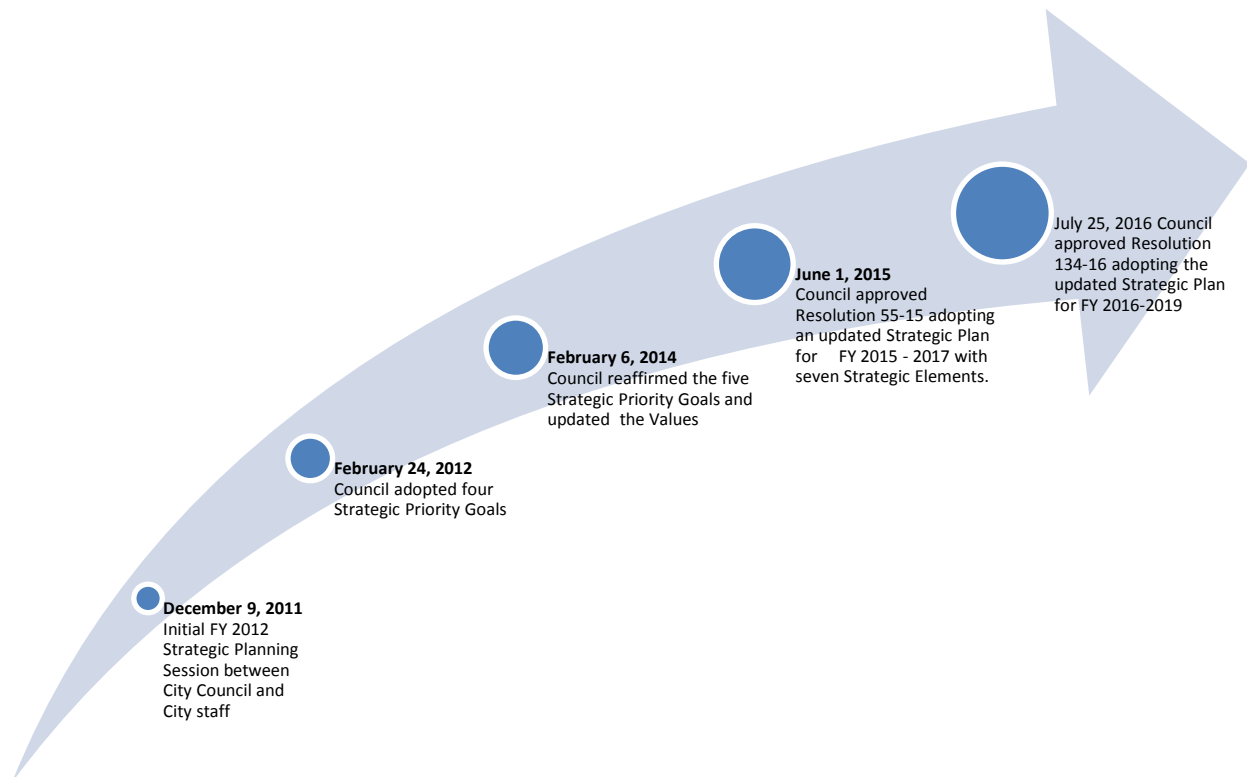 December 9, 2011
Initial FY 2012
Strategic Planning
Session between
City Council and
City staff
February 24, 2012
Council adopted four
Strategic Priority Goals
February 6, 2014
Council reaffirmed the five
Strategic Priority Goals and
updated the Values
June 1, 2015
Council approved
Resolution 55-15 adopting
an updated Strategic Plan
for FY 2015 - 2017 with
seven Strategic Elements.
July 25, 2016 Council
approved Resolution
134-16 adopting the
updated Strategic Plan
for FY 2016-2019